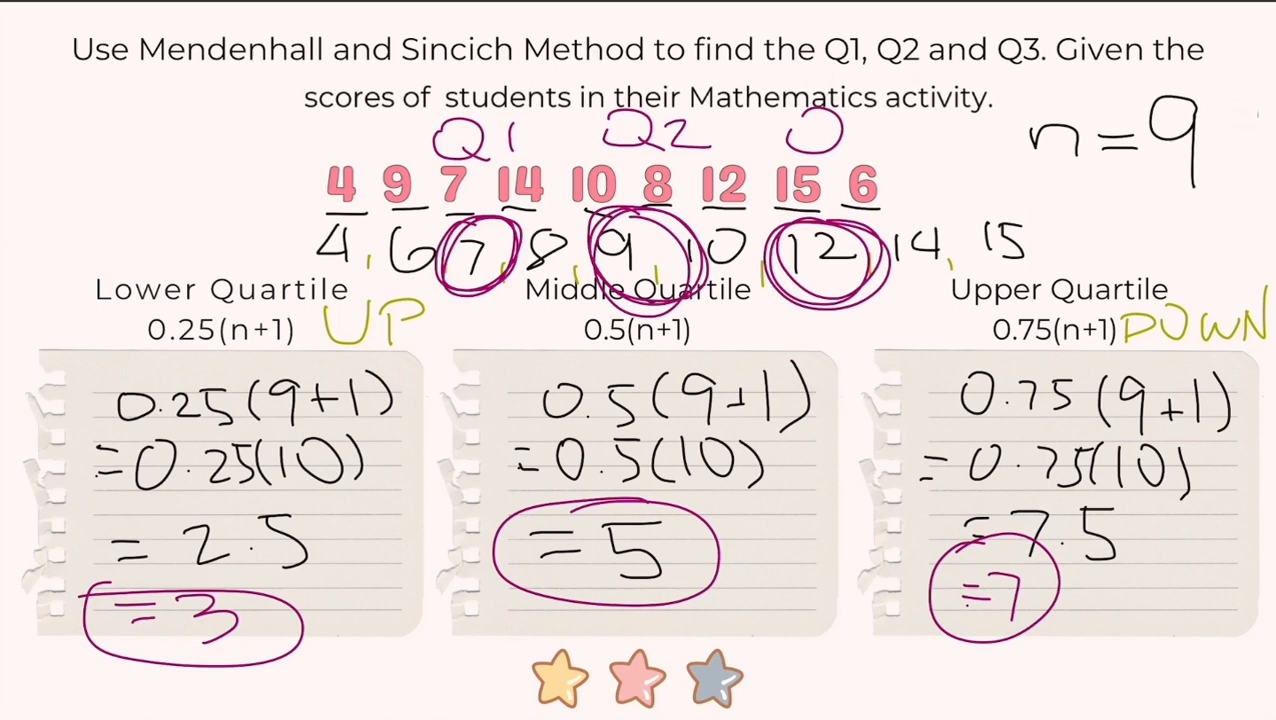 Use Mendenhall and Sincich Method to find the Q1, Q2 and Q3. Given the
scores of students in their Mathematics activity.
n=9
Q1 Q2
4 9 7 14 10 8 12 15 6
4, 6, 7, 8, 9, 10, 12, 14, 15
Lower Quartile
0.25(n+1) UP
0.25(9+1)
=0.25(10)
=2.5
=3
Middle Quartile
0.5(n+1)
0.5(9+1)
=0.5(10)
=5
Upper Quartile
0.75(n+1) DOWN
0.75(9+1)
=0.75(10)
=7.5
=7